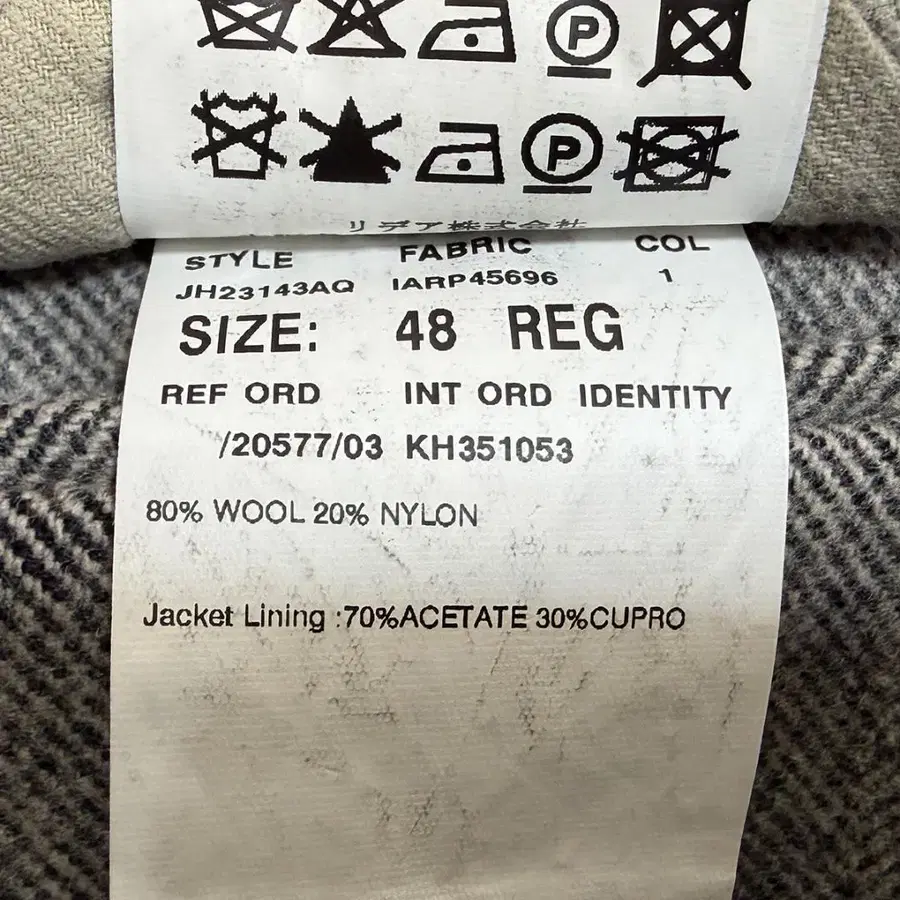 P
P
リデア株式会社
STYLE FABRIC COL
JH23143AQ IARP45696 1
SIZE: 48 REG
REF ORD INT ORD IDENTITY
/20577/03 KH351053
80% WOOL 20% NYLON
Jacket Lining :70%ACETATE 30%CUPRO